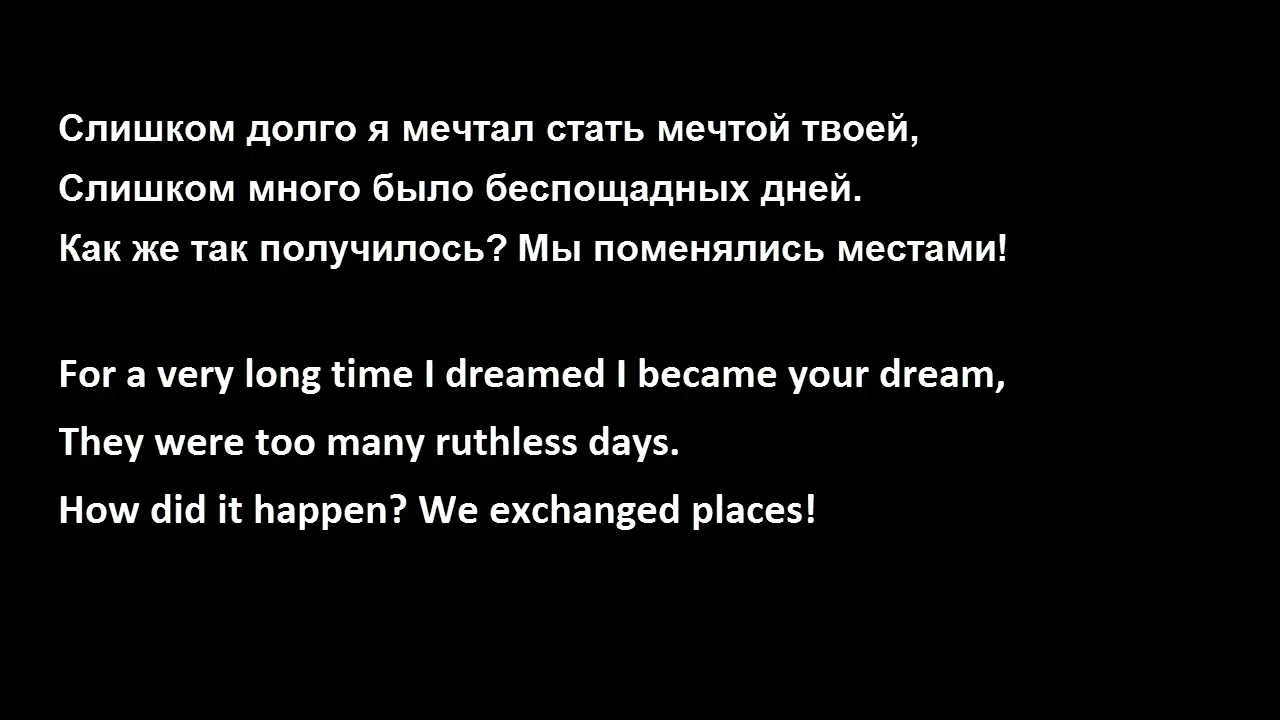 Слишком долго я мечтал стать мечтой твоей,
Слишком много было беспощадных дней.
Как же так получилось? Мы поменялись местами!
For a very long time I dreamed I became your dream,
They were too many ruthless days.
How did it happen? We exchanged places!